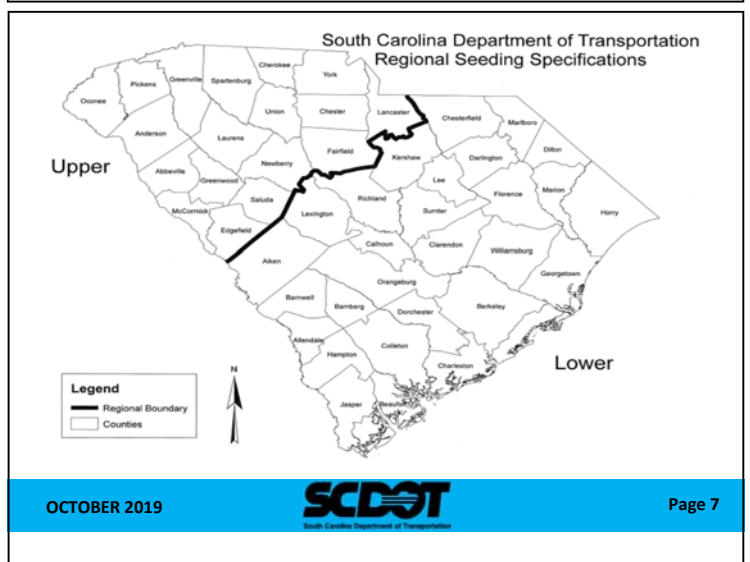 South Carolina Department of Transportation
Regional Seeding Specifications
Cherokee
York
Pickens
Greenville
Spartenburg
Oconee
Union
Chester
Lancaster
Chesterfield
Marlboro
Anderson
Laurens
Fairfield
Kershaw
Darlington
Dillon
Upper
Abbeville
Greenwood
Newberry
Lee
Florence
Marion
McCormick
Saluda
Richland
Sumter
Horry
Edgefield
Lexington
Calhoun
Clarendon
Williamsburg
Aiken
Georgetown
Orangeburg
Barnwell
Bamberg
Dorchester
Berkeley
Allendale
Colleton
Hampton
Charleston
Lower
Jasper
Beaufort
N
Legend
Regional Boundary
Counties
OCTOBER 2019
SCDOT
South Carolina Department of Transportation
Page 7